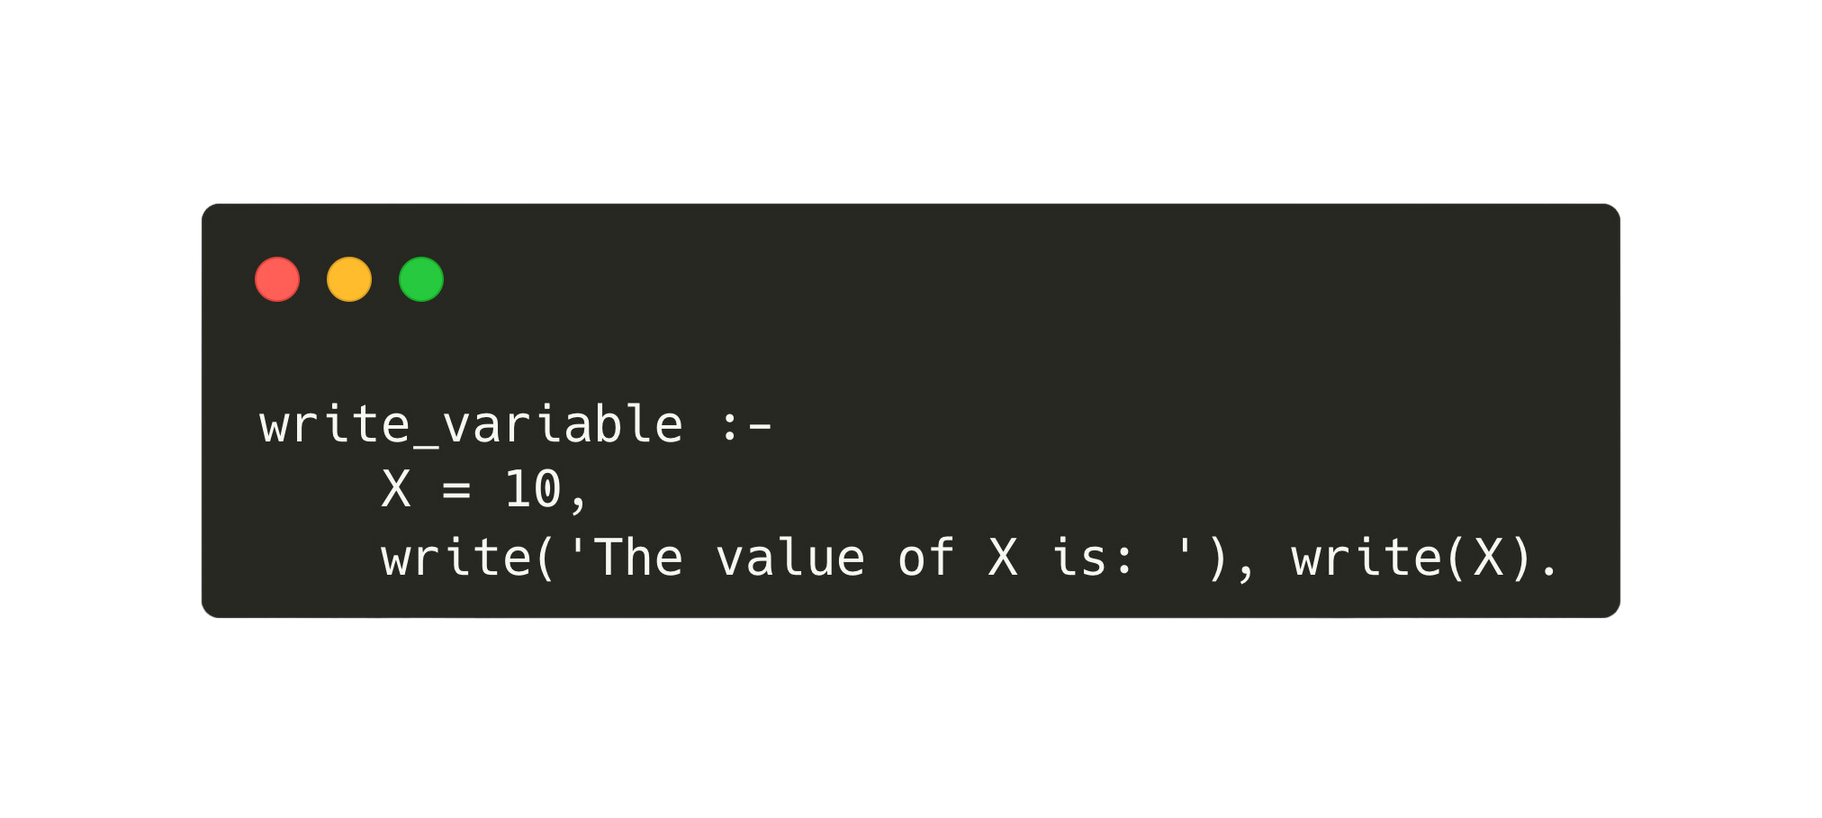 write_variable :-
    X = 10,
    write('The value of X is: '), write(X).